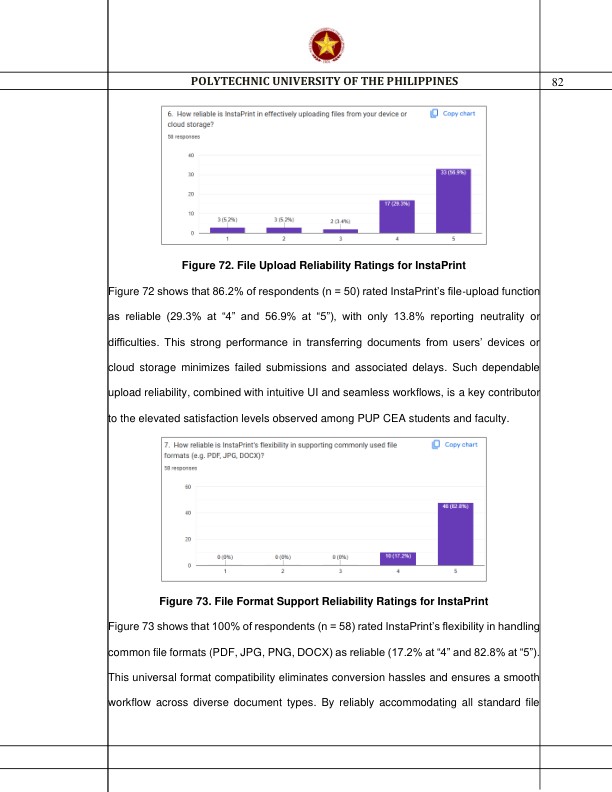 POLYTECHNIC UNIVERSITY OF THE PHILIPPINES
82
6. How reliable is InstaPrint in effectively uploading files from your device or
cloud storage?
Copy chart
58 responses
40
30
20
10
0
3 (5.2%)
3 (5.2%)
2 (3.4%)
17 (29.3%)
33 (56.9%)
1
2
3
4
5
Figure 72. File Upload Reliability Ratings for InstaPrint
Figure 72 shows that 86.2% of respondents (n = 50) rated InstaPrint’s file-upload function
as reliable (29.3% at “4” and 56.9% at “5”), with only 13.8% reporting neutrality or
difficulties. This strong performance in transferring documents from users’ devices or
cloud storage minimizes failed submissions and associated delays. Such dependable
upload reliability, combined with intuitive UI and seamless workflows, is a key contributor
to the elevated satisfaction levels observed among PUP CEA students and faculty.
7. How reliable is InstaPrint's flexibility in supporting commonly used file
formats (e.g. PDF, JPG, DOCX)?
Copy chart
58 responses
60
40
20
0
0 (0%)
0 (0%)
0 (0%)
10 (17.2%)
48 (82.8%)
1
2
3
4
5
Figure 73. File Format Support Reliability Ratings for InstaPrint
Figure 73 shows that 100% of respondents (n = 58) rated InstaPrint’s flexibility in handling
common file formats (PDF, JPG, PNG, DOCX) as reliable (17.2% at “4” and 82.8% at “5”).
This universal format compatibility eliminates conversion hassles and ensures a smooth
workflow across diverse document types. By reliably accommodating all standard file